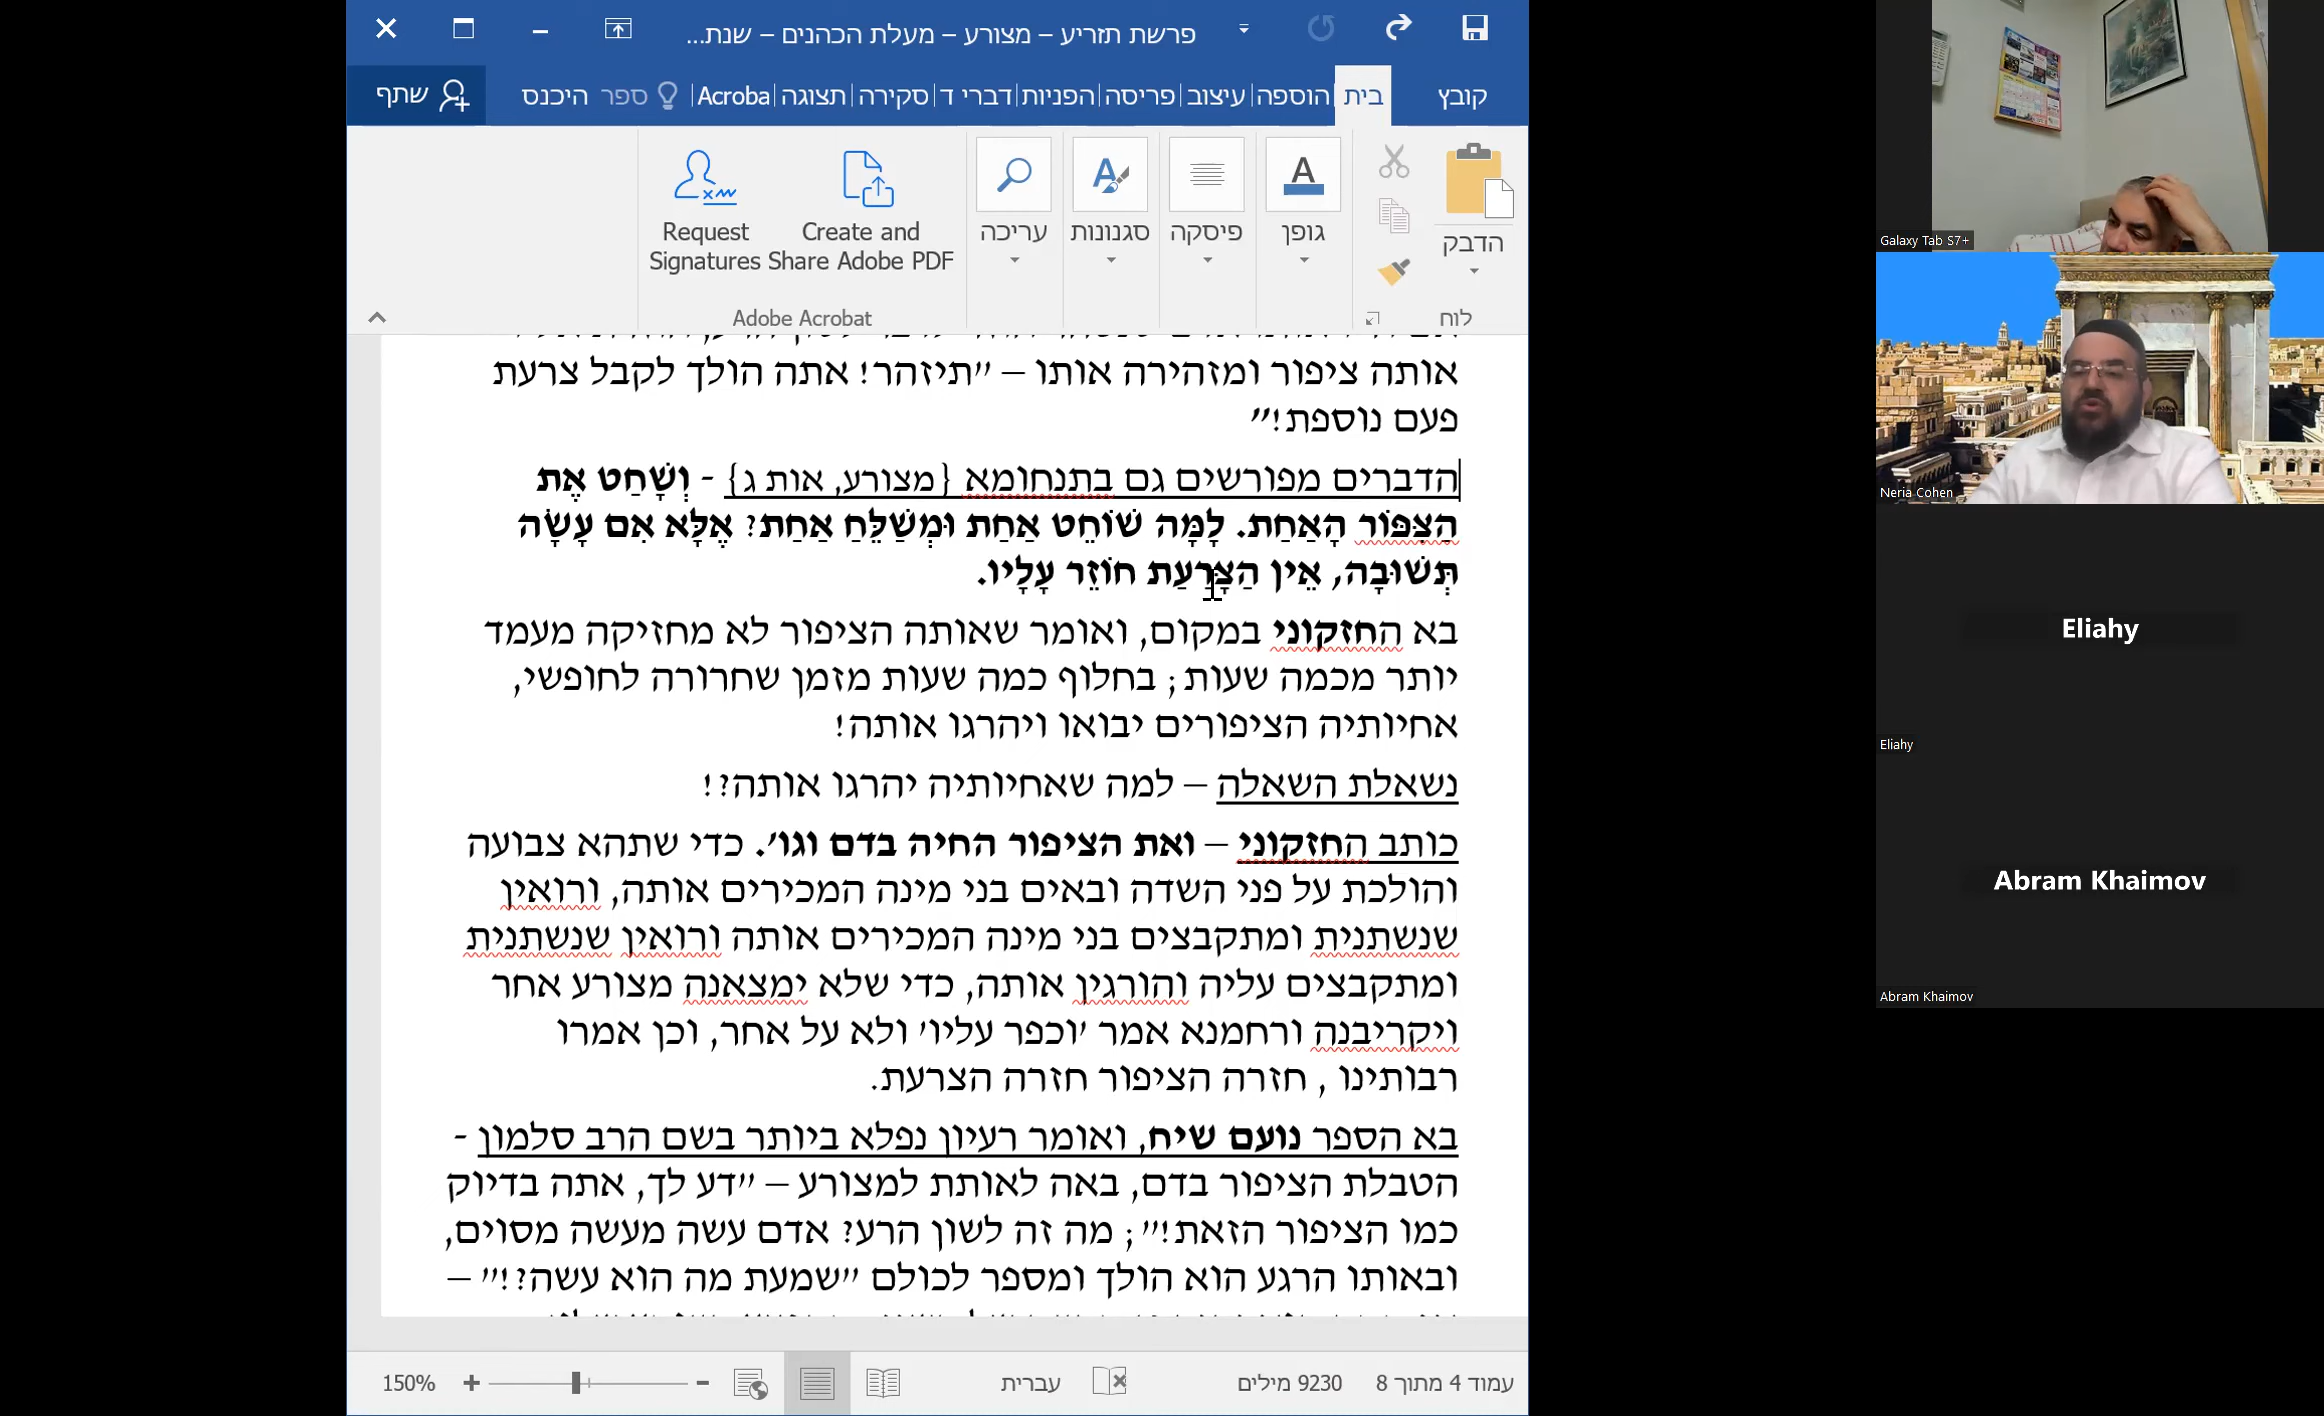 פרשת תזריע – מצורע – מעלת הכהנים – שנת...
קובץ
בית
הוספה
עיצוב
פריסה
הפניות
דברי ד
סקירה
תצוגה
Acroba
ספר
היכנס
שתף
הדבק
גופן
פיסקה
סגנונות
עריכה
Create and
Share Adobe PDF
Request
Signatures
לוח
Adobe Acrobat
אותה ציפור ומזהירה אותו – "תיזהר! אתה הולך לקבל צרעת
פעם נוספת!"
הדברים מפורשים גם בתנחומא {מצורע, אות ג} - וְשָׁחַט אֶת
הַצִּפּוֹר הָאַחַת. לָמָּה שׁוֹחֵט אַחַת וּמְשַׁלֵּחַ אַחַת? אֶלָּא אִם עָשָׂה
תְּשׁוּבָה, אֵין הַצָּרַעַת חוֹזֵר עָלָיו.
בא החזקוני במקום, ואומר שאותה הציפור לא מחזיקה מעמד
יותר מכמה שעות; בחלוף כמה שעות מזמן שחרורה לחופשי,
אחיותיה הציפורים יבואו ויהרגו אותה!
נשאלת השאלה – למה שאחיותיה יהרגו אותה?!
כותב החזקוני – ואת הציפור החיה בדם וגו'. כדי שתהא צבועה
והולכת על פני השדה ובאים בני מינה המכירים אותה, ורואין
שנשתנית ומתקבצים בני מינה המכירים אותה ורואין שנשתנית
ומתקבצים עליה והורגין אותה, כדי שלא ימצאנה מצורע אחר
ויקריבנה ורחמנא אמר 'וכפר עליו' ולא על אחר, וכן אמרו
רבותינו , חזרה הציפור חזרה הצרעת.
בא הספר נועם שיח, ואומר רעיון נפלא ביותר בשם הרב סלמון -
הטבלת הציפור בדם, באה לאותת למצורע – "דע לך, אתה בדיוק
כמו הציפור הזאת!"; מה זה לשון הרע? אדם עשה מעשה מסוים,
ובאותו הרגע הוא הולך ומספר לכולם "שמעת מה הוא עשה?!" –
עמוד 4 מתוך 8
9230 מילים
עברית
150%
Galaxy Tab S7+
Neria Cohen
Eliahy
Eliahy
Abram Khaimov
Abram Khaimov